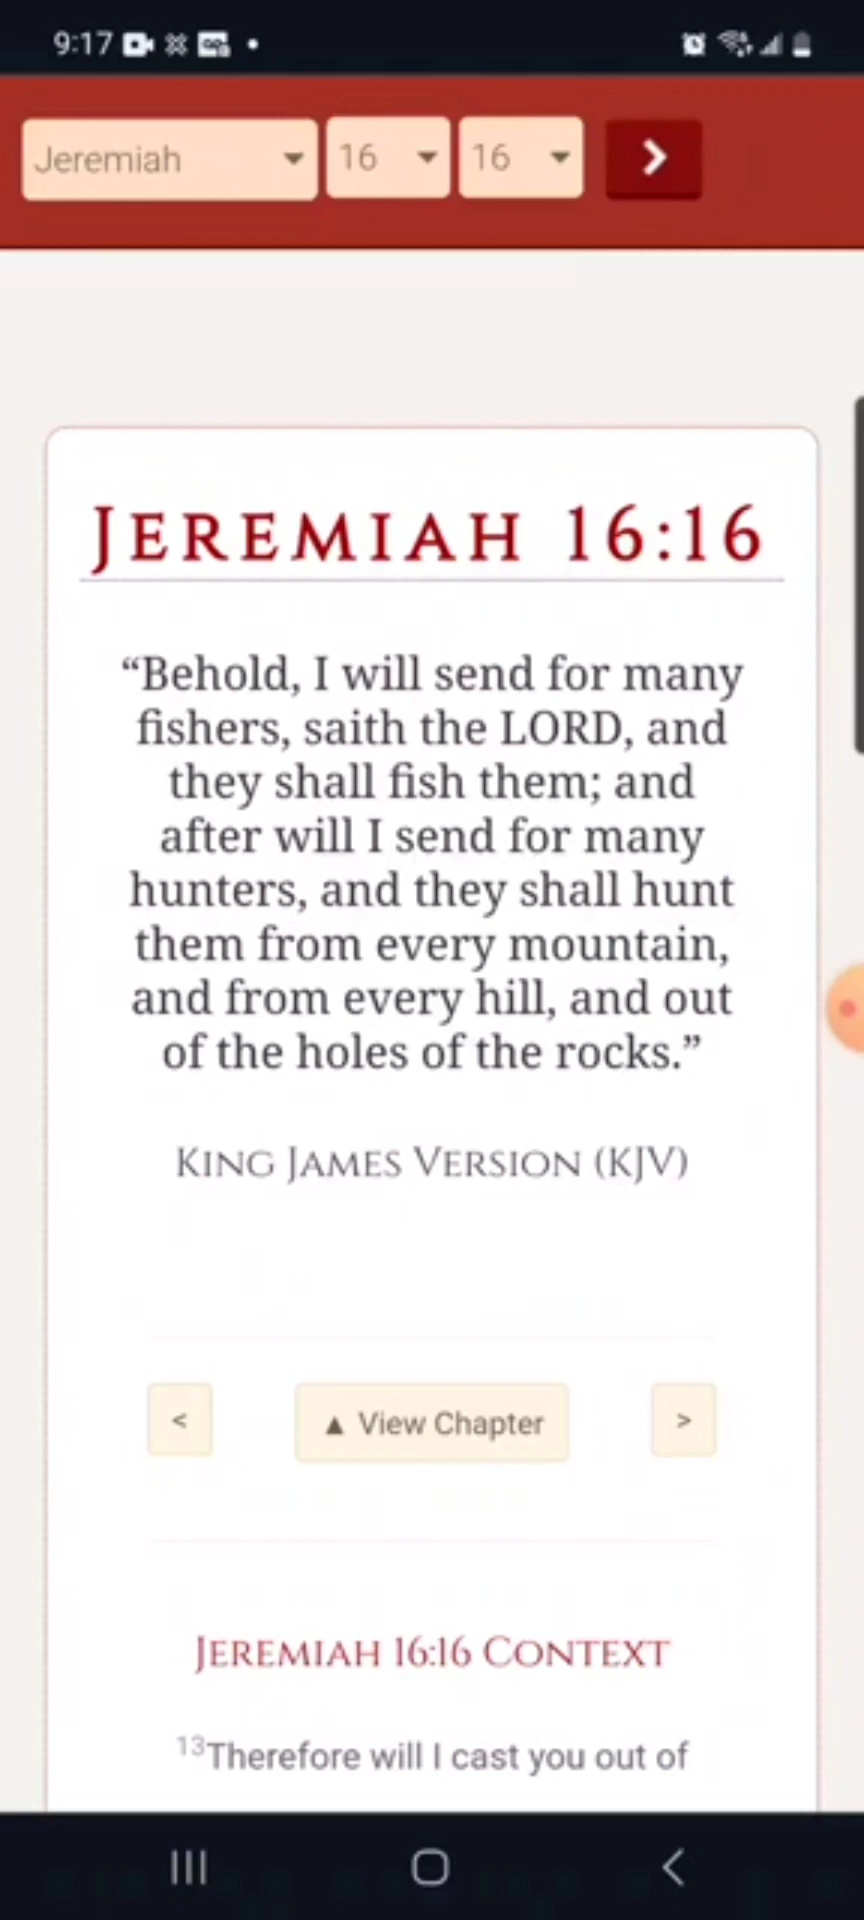 9:17
Jeremiah 16 16
JEREMIAH 16:16
“Behold, I will send for many
fishers, saith the LORD, and
they shall fish them; and
after will I send for many
hunters, and they shall hunt
them from every mountain,
and from every hill, and out
of the holes of the rocks.”
KING JAMES VERSION (KJV)
< ▲ View Chapter >
JEREMIAH 16:16 CONTEXT
13Therefore will I cast you out of